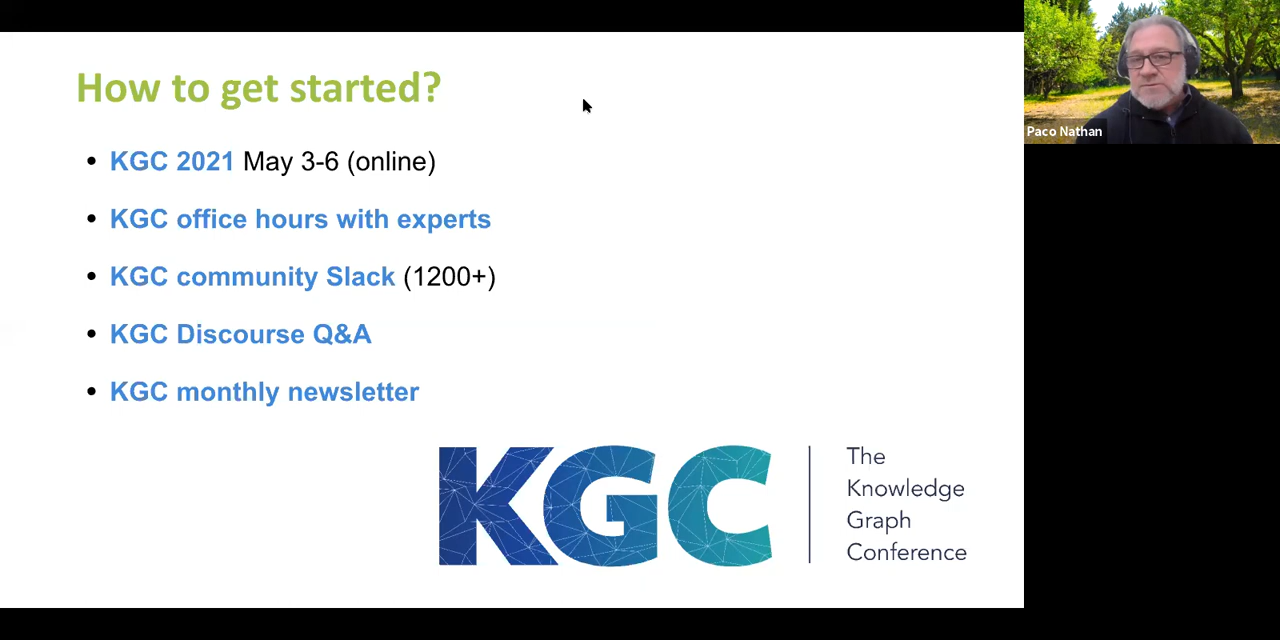 How to get started?
• KGC 2021 May 3-6 (online)
• KGC office hours with experts
• KGC community Slack (1200+)
• KGC Discourse Q&A
• KGC monthly newsletter
KGC
The
Knowledge
Graph
Conference
Paco Nathan